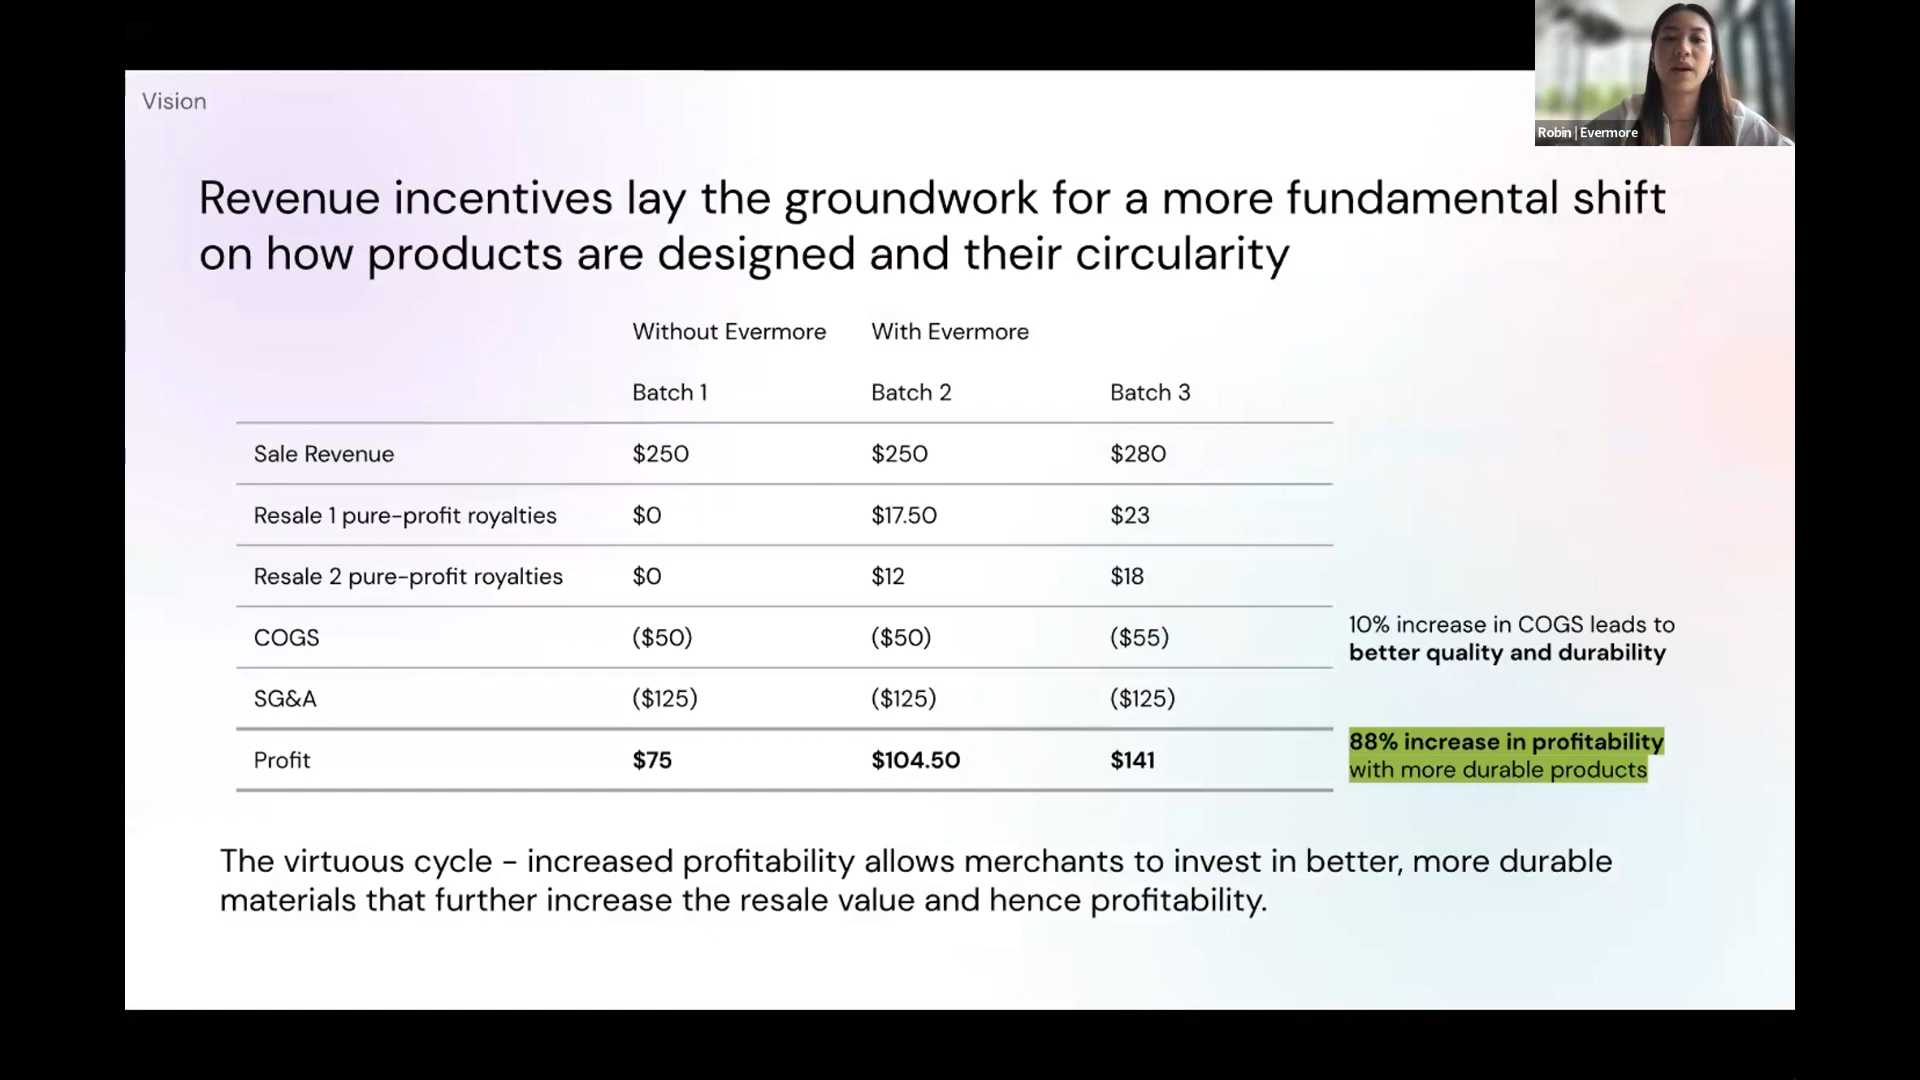 Robin | Evermore
Vision
Revenue incentives lay the groundwork for a more fundamental shift
on how products are designed and their circularity
Without Evermore With Evermore
Batch 1 Batch 2 Batch 3
Sale Revenue $250 $250 $280
Resale 1 pure-profit royalties $0 $17.50 $23
Resale 2 pure-profit royalties $0 $12 $18
10% increase in COGS leads to
better quality and durability
COGS ($50) ($50) ($55)
SG&A ($125) ($125) ($125)
88% increase in profitability
with more durable products
Profit $75 $104.50 $141
The virtuous cycle - increased profitability allows merchants to invest in better, more durable
materials that further increase the resale value and hence profitability.